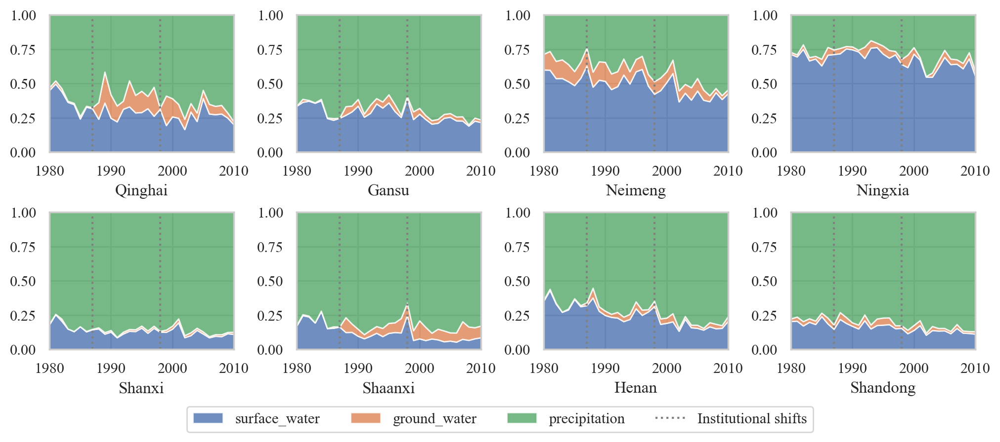 1.00 1.00 1.00 1.00
0.75 0.75 0.75 0.75
0.50 0.50 0.50 0.50
0.25 0.25 0.25 0.25
0.00 0.00 0.00 0.00
1980 1990 2000 2010 1980 1990 2000 2010 1980 1990 2000 2010 1980 1990 2000 2010
Qinghai Gansu Neimeng Ningxia
1.00 1.00 1.00 1.00
0.75 0.75 0.75 0.75
0.50 0.50 0.50 0.50
0.25 0.25 0.25 0.25
0.00 0.00 0.00 0.00
1980 1990 2000 2010 1980 1990 2000 2010 1980 1990 2000 2010 1980 1990 2000 2010
Shanxi Shaanxi Henan Shandong
surface_water ground_water precipitation Institutional shifts